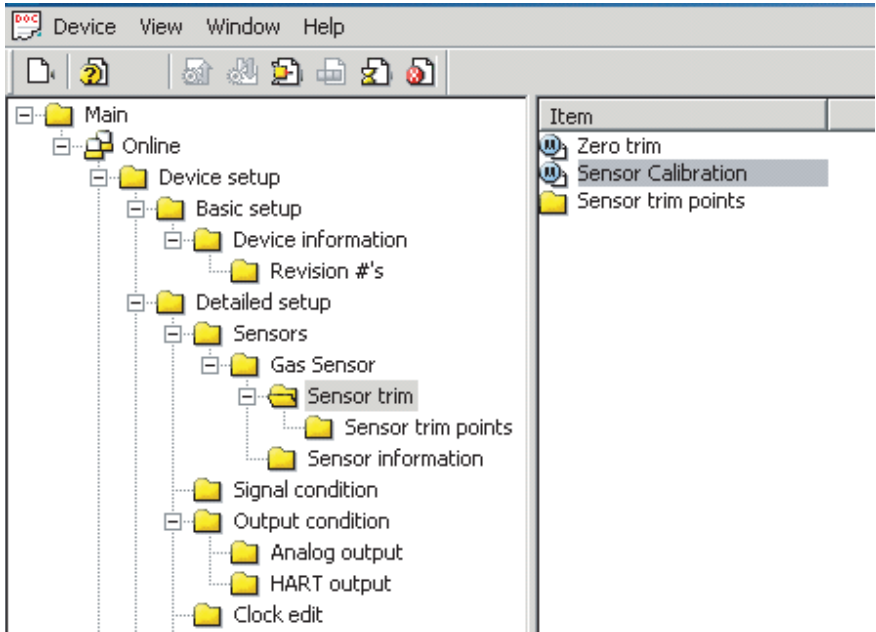 DOC
Device View Window Help
Main
Online
Device setup
Basic setup
Device information
Revision #'s
Detailed setup
Sensors
Gas Sensor
Sensor trim
Sensor trim points
Sensor information
Signal condition
Output condition
Analog output
HART output
Clock edit
Item
M Zero trim
M Sensor Calibration
Sensor trim points